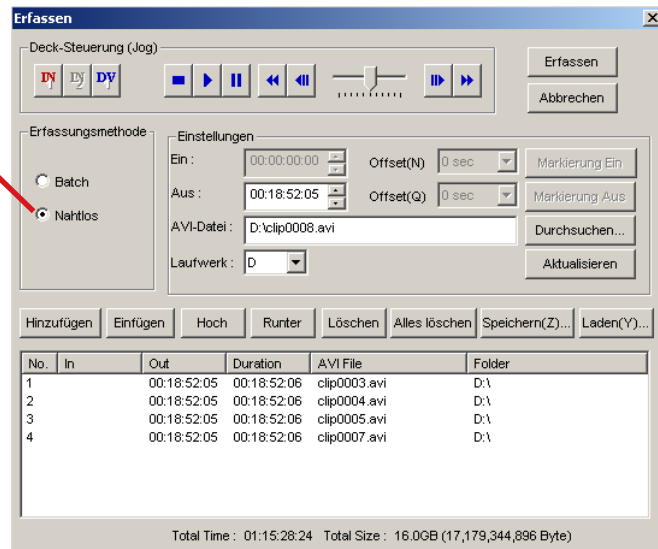 Erfassen
Deck-Steuerung (Jog)
IN IN DV
Erfassen
Abbrechen
Erfassungsmethode
Batch
Nahtlos
Einstellungen
Ein : 00:00:00:00 Offset(N) 0 sec Markierung Ein
Aus : 00:18:52:05 Offset(Q) 0 sec Markierung Aus
AVI-Datei : D:\clip0008.avi Durchsuchen...
Laufwerk : D Aktualisieren
Hinzufügen Einfügen Hoch Runter Löschen Alles löschen Speichern(Z)... Laden(Y)...
No. In Out Duration AVI File Folder
1 00:18:52:05 00:18:52:06 clip0003.avi D:\
2 00:18:52:05 00:18:52:06 clip0004.avi D:\
3 00:18:52:05 00:18:52:06 clip0005.avi D:\
4 00:18:52:05 00:18:52:06 clip0007.avi D:\
Total Time : 01:15:28:24 Total Size : 16.0GB (17,179,344,896 Byte)